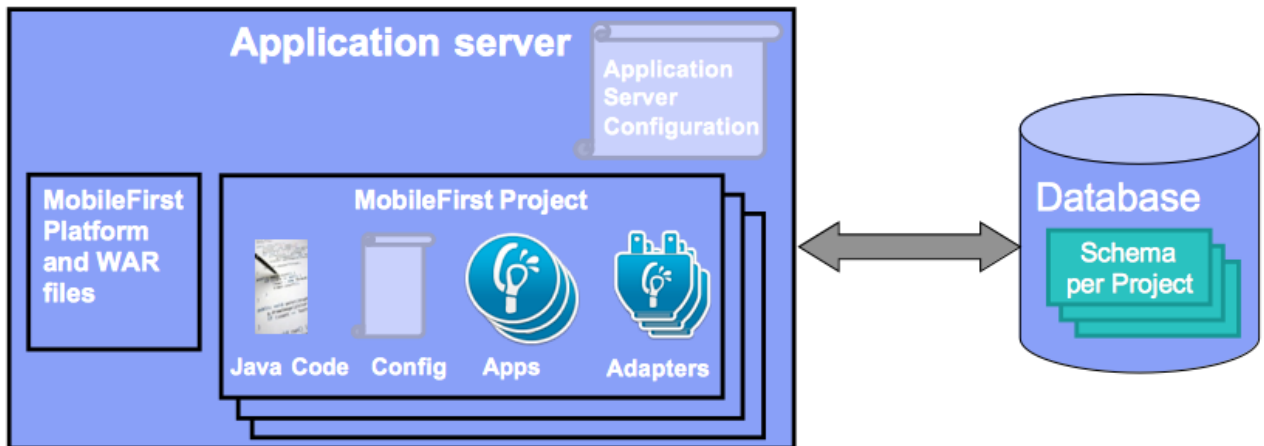 Application server
Application
Server
Configuration
MobileFirst
Platform
and WAR
files
MobileFirst Project
Java Code
Config
Apps
Adapters
Database
Schema
per Project